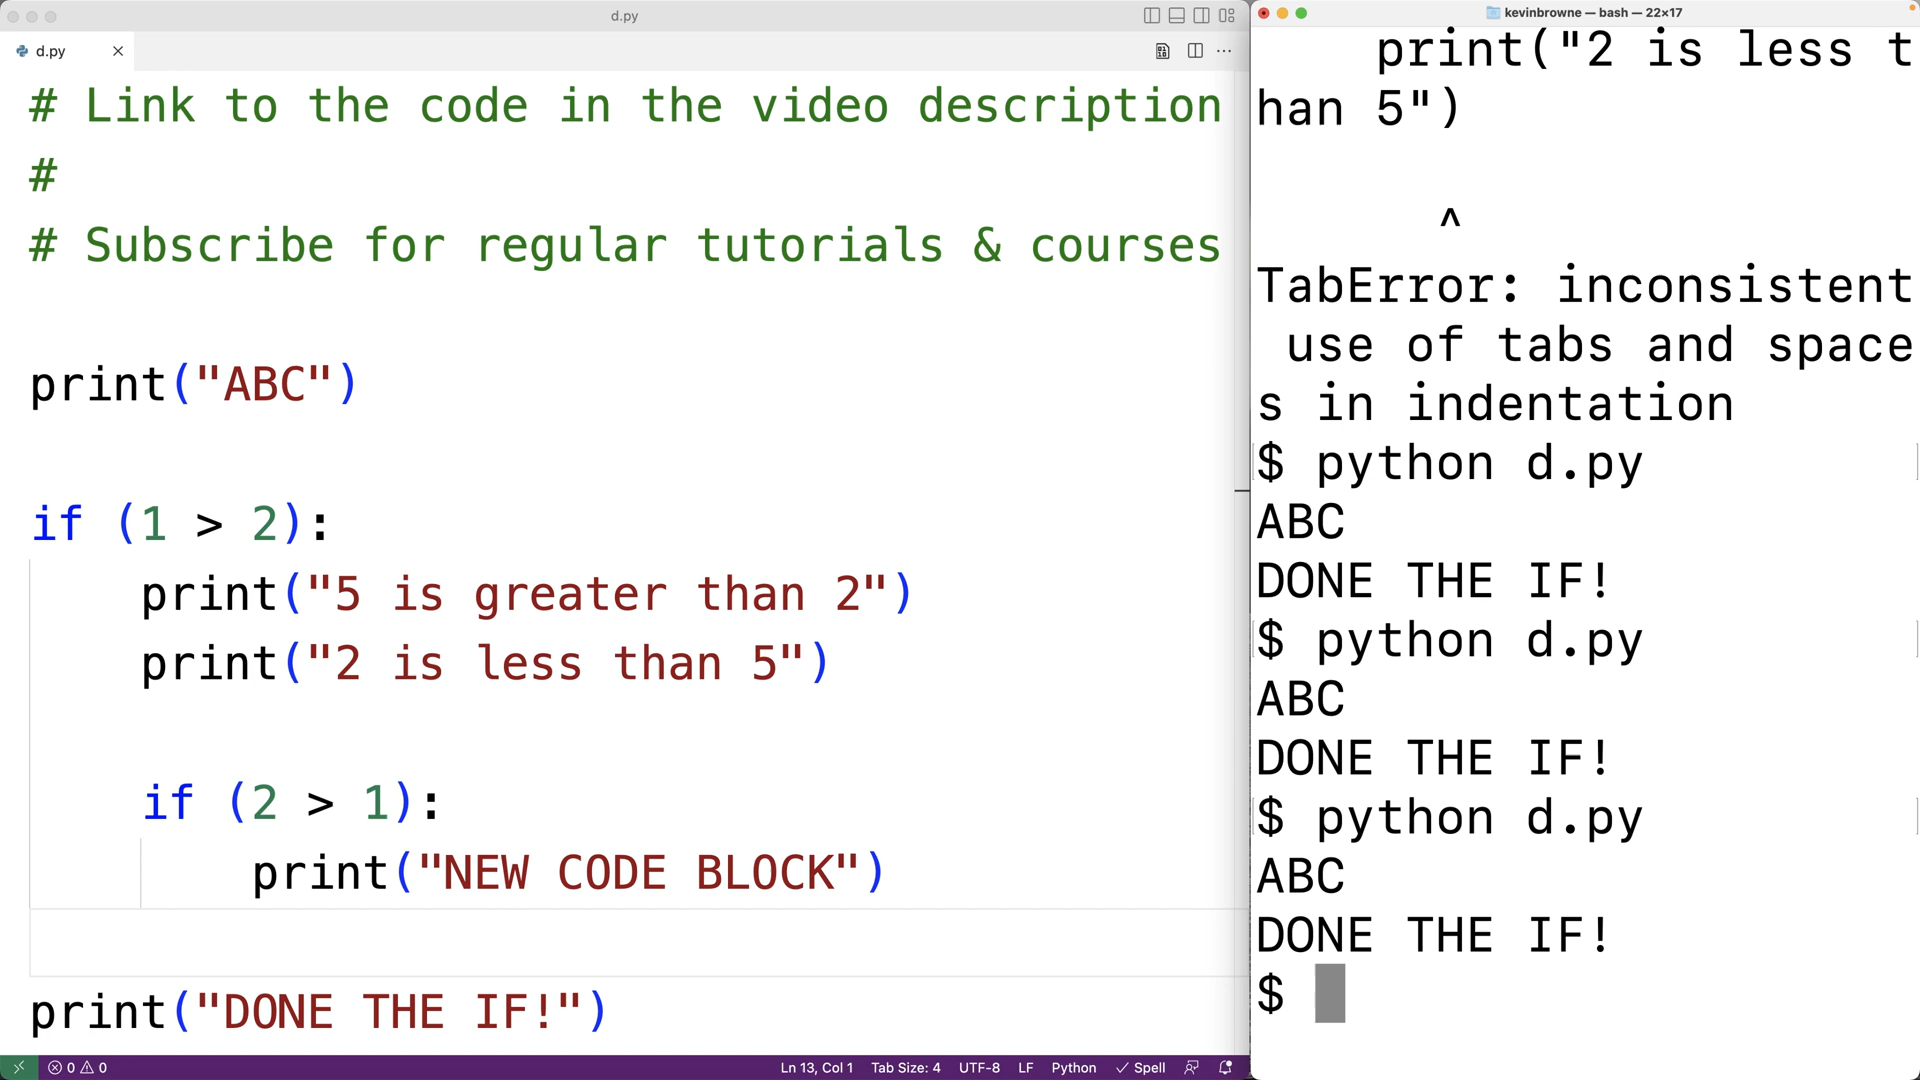 d.py
d.py
# Link to the code in the video description
#
# Subscribe for regular tutorials & courses
print("ABC")
if (1 > 2):
    print("5 is greater than 2")
    print("2 is less than 5")
    if (2 > 1):
        print("NEW CODE BLOCK")
print("DONE THE IF!")
0 0
Ln 13, Col 1 Tab Size: 4 UTF-8 LF Python Spell
kevinbrowne — bash — 22×17
    print("2 is less t
han 5")
      ^
TabError: inconsistent
 use of tabs and space
s in indentation
$ python d.py
ABC
DONE THE IF!
$ python d.py
ABC
DONE THE IF!
$ python d.py
ABC
DONE THE IF!
$